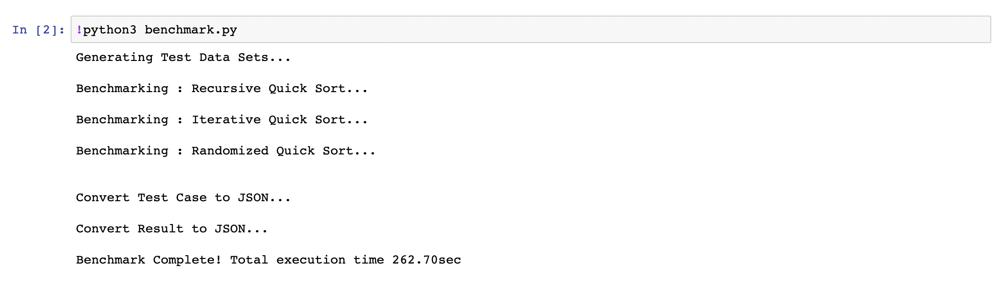 In [2]: !python3 benchmark.py
Generating Test Data Sets...
Benchmarking : Recursive Quick Sort...
Benchmarking : Iterative Quick Sort...
Benchmarking : Randomized Quick Sort...
Convert Test Case to JSON...
Convert Result to JSON...
Benchmark Complete! Total execution time 262.70sec